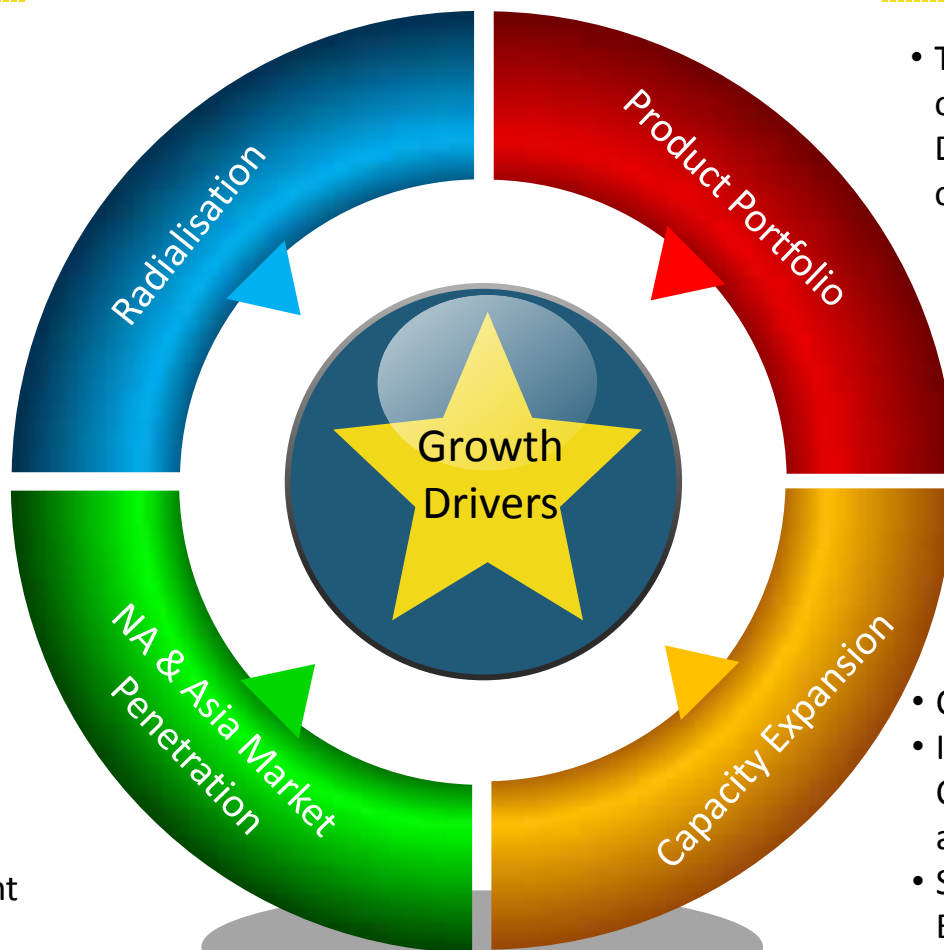 Radialisation
Product Portfolio
Growth
Drivers
NA & Asia Market
Penetration
Capacity Expansion